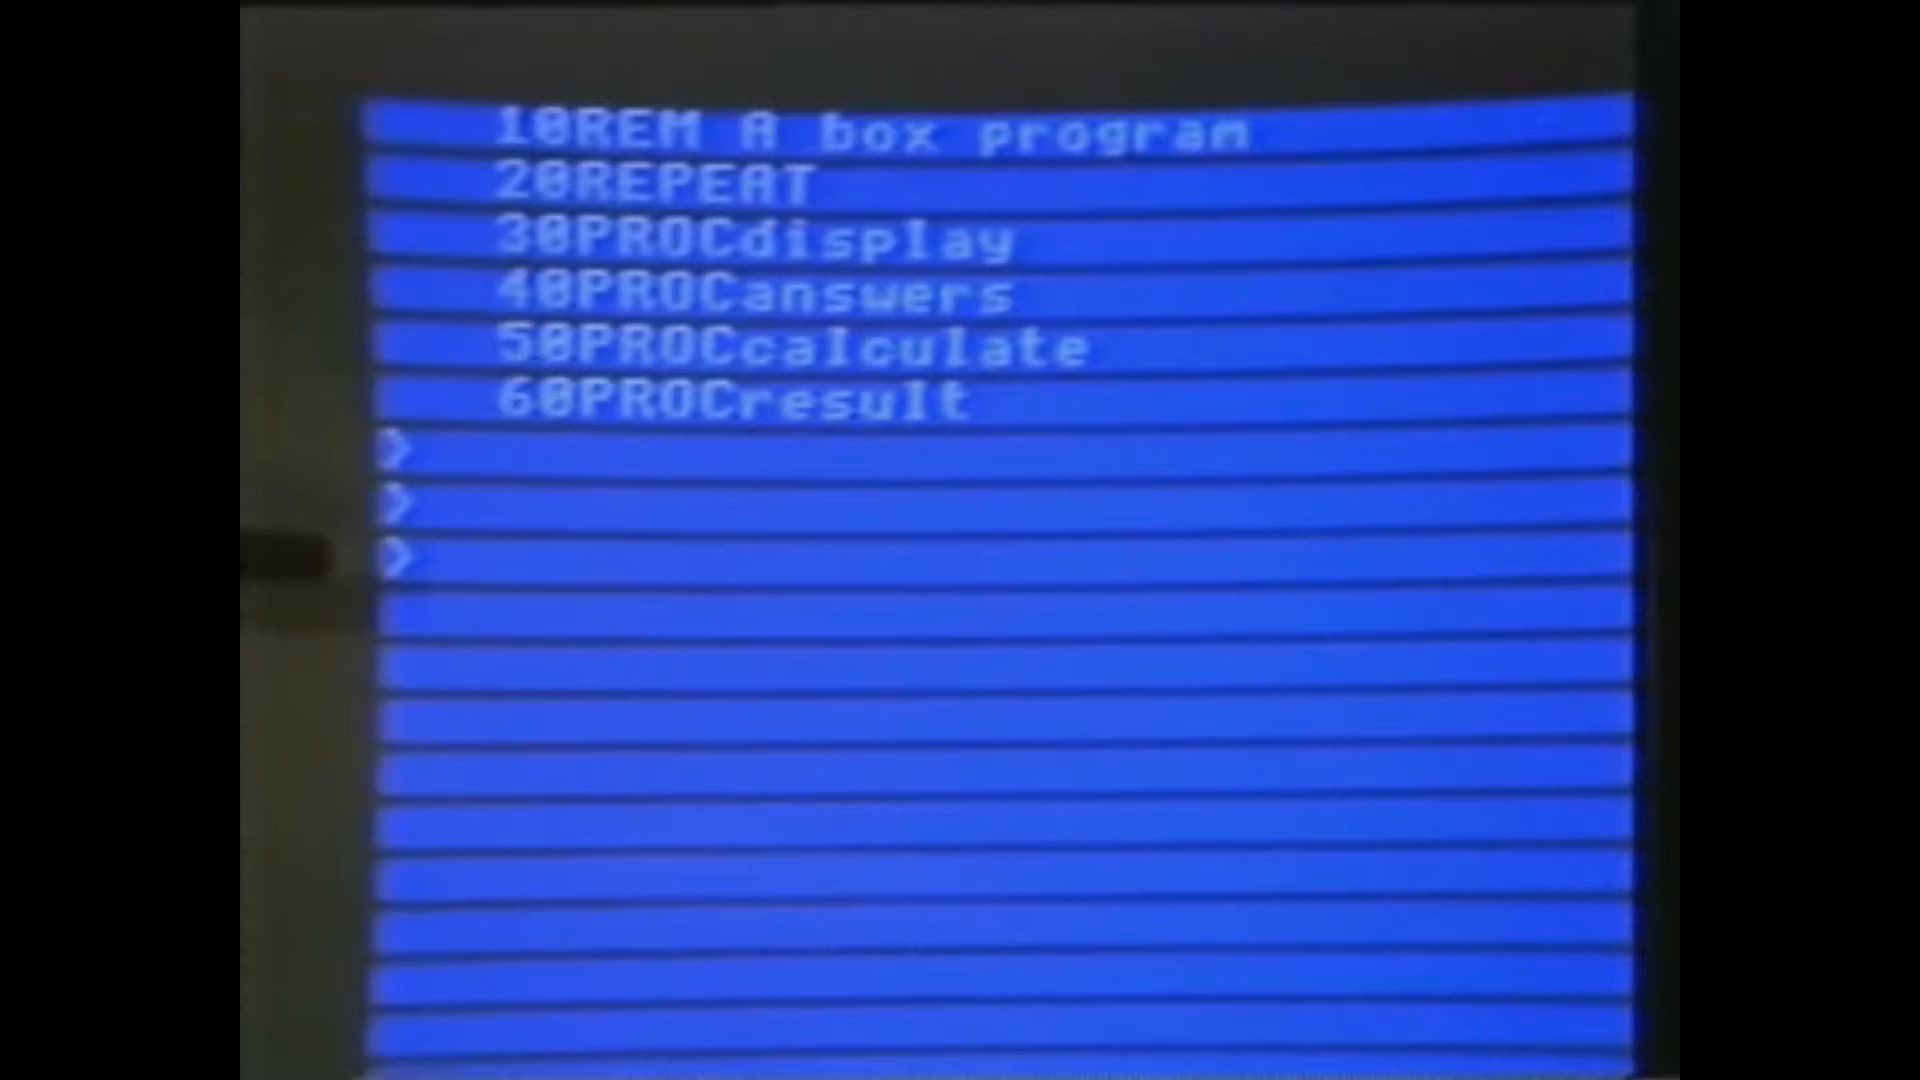 10REM A box program
20REPEAT
30PROCdisplay
40PROCanswers
50PROCcalculate
60PROCresult
>
>
>